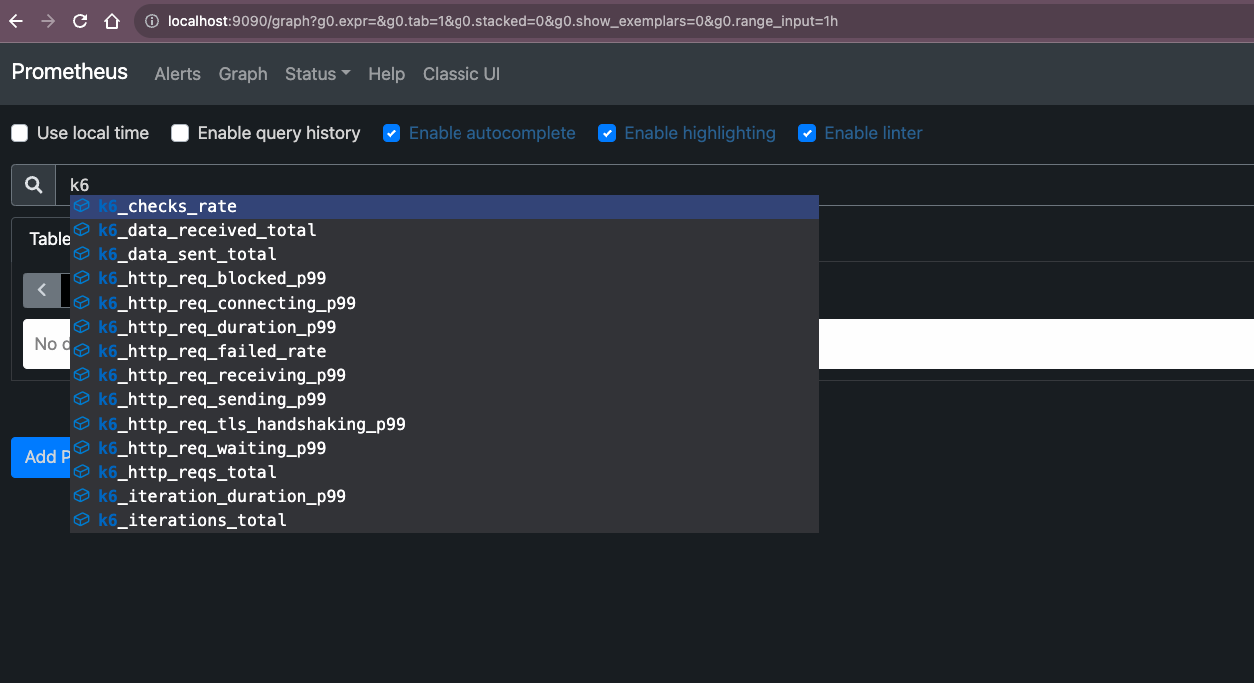 localhost:9090/graph?g0.expr=&g0.tab=1&g0.stacked=0&g0.show_exemplars=0&g0.range_input=1h
Prometheus Alerts Graph Status Help Classic UI
Use local time Enable query history Enable autocomplete Enable highlighting Enable linter
k6
k6_checks_rate
Table
k6_data_received_total
k6_data_sent_total
k6_http_req_blocked_p99
k6_http_req_connecting_p99
k6_http_req_duration_p99
No d
k6_http_req_failed_rate
k6_http_req_receiving_p99
k6_http_req_sending_p99
k6_http_req_tls_handshaking_p99
k6_http_req_waiting_p99
Add P
k6_http_reqs_total
k6_iteration_duration_p99
k6_iterations_total